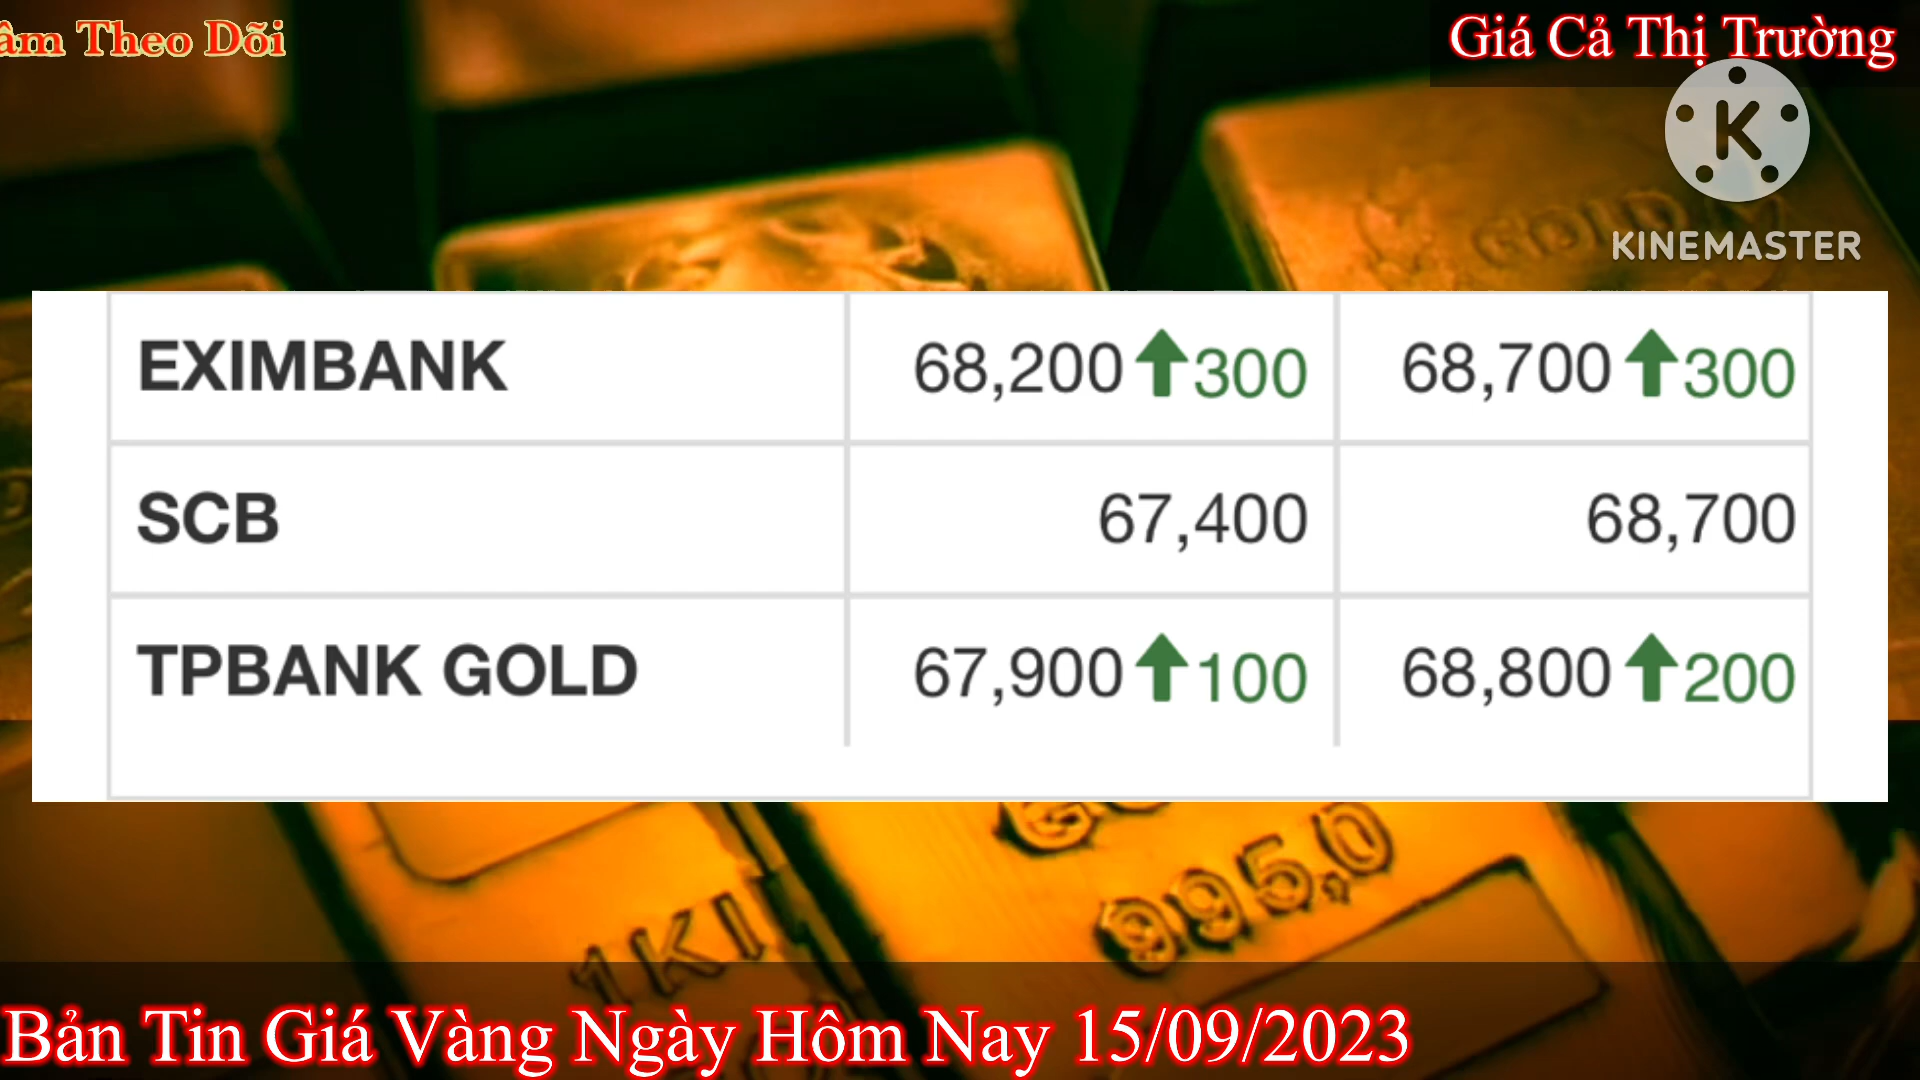 âm Theo Dõi
Giá Cả Thị Trường
K
KINEMASTER
GOLD
EXIMBANK 68,200 ⬆300 68,700 ⬆300
SCB 67,400 68,700
TPBANK GOLD 67,900 ⬆100 68,800 ⬆200
995,0
1KI
Bản Tin Giá Vàng Ngày Hôm Nay 15/09/2023